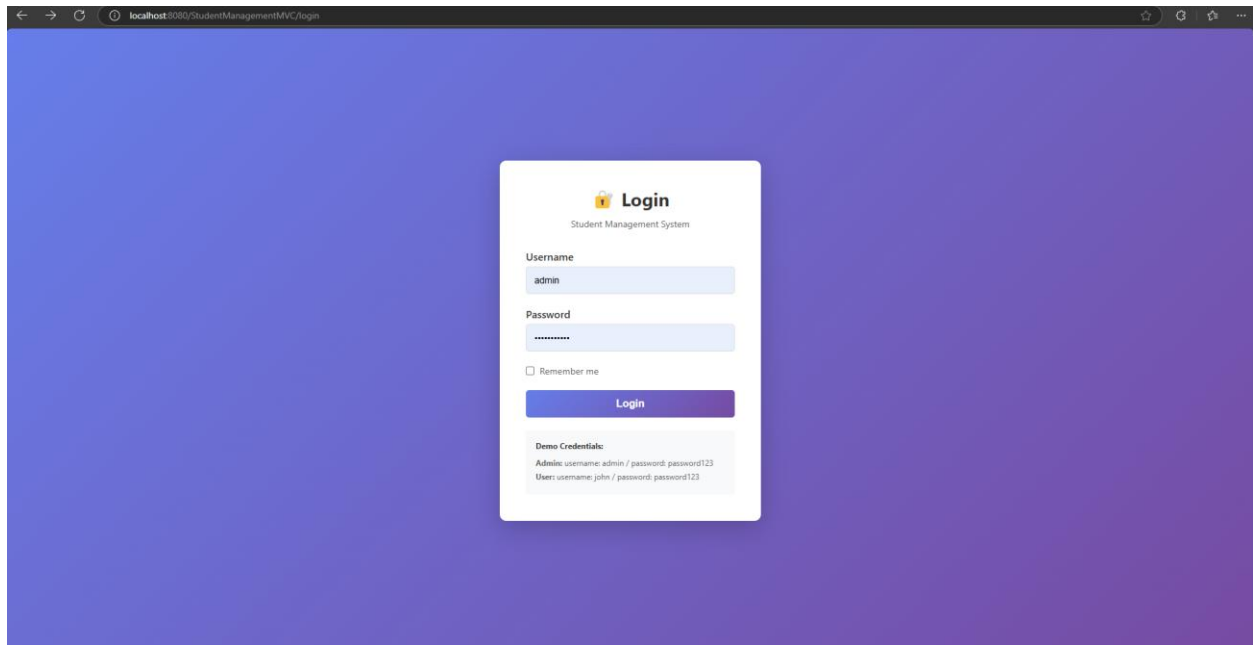 localhost:8080/StudentManagementMVC/login
🔐 Login
Student Management System
Username
admin
Password
•••••••••••
Remember me
Login
Demo Credentials:
Admin: username: admin / password: password123
User: username: john / password: password123